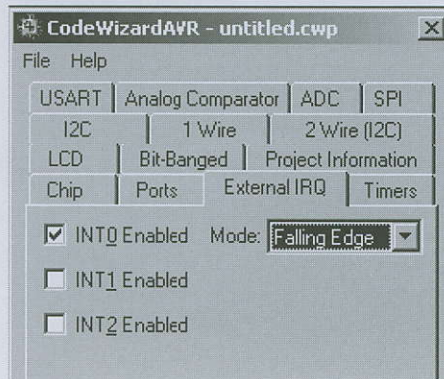 CodeWizardAVR - untitled.cwp
File Help
USART Analog Comparator ADC SPI
I2C 1 Wire 2 Wire (I2C)
LCD Bit-Banged Project Information
Chip Ports External IRQ Timers
INT0 Enabled Mode: Falling Edge
INT1 Enabled
INT2 Enabled